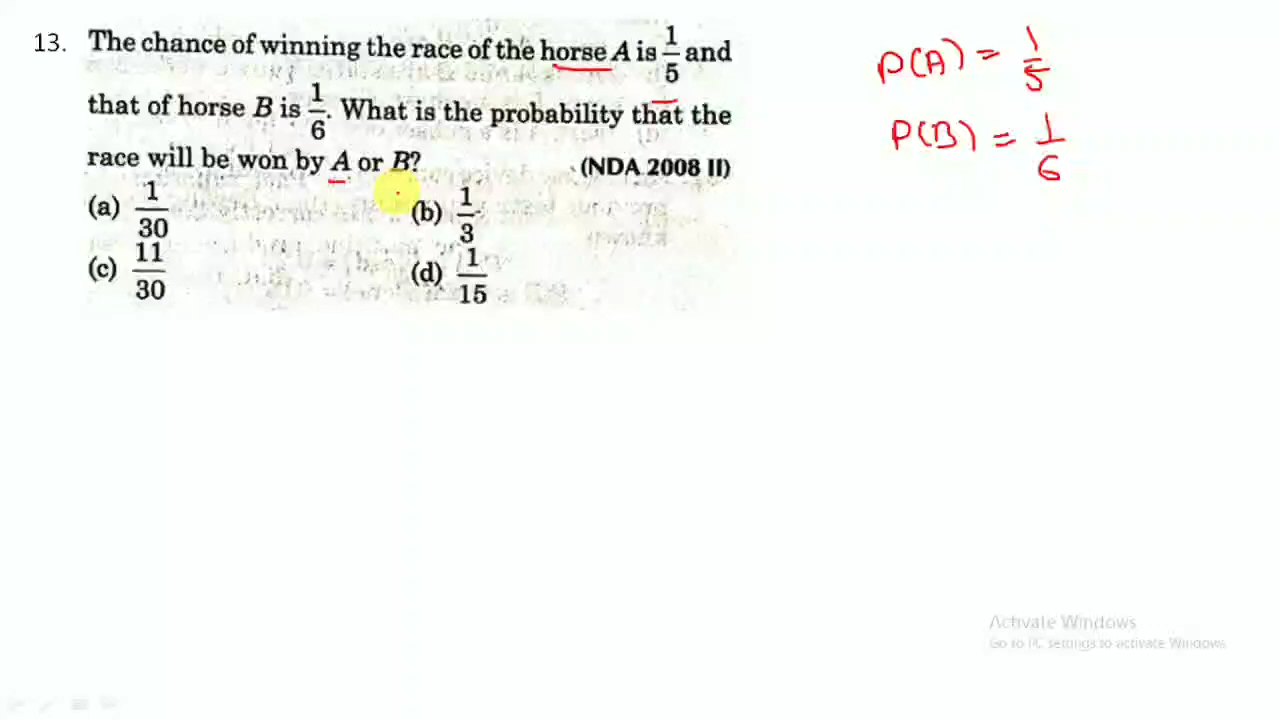 13. The chance of winning the race of the horse A is 1/5 and
that of horse B is 1/6. What is the probability that the
race will be won by A or B? (NDA 2008 II)
(a) 1/30 (b) 1/3
(c) 11/30 (d) 1/15
P(A) = 1/5
P(B) = 1/6
Activate Windows
Go to PC settings to activate Windows